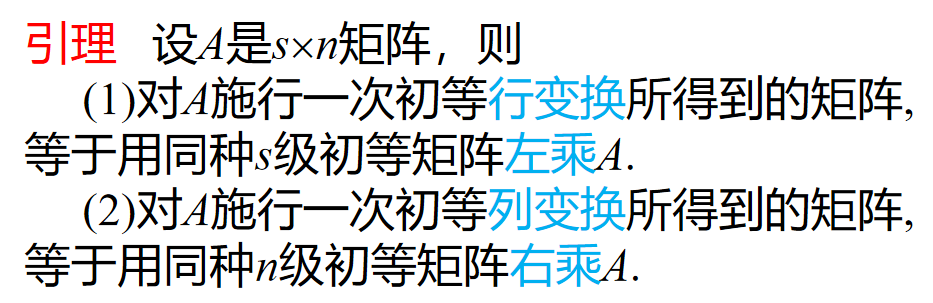 引理 设A是s×n矩阵，则
(1)对A施行一次初等行变换所得到的矩阵,
等于用同种s级初等矩阵左乘A.
(2)对A施行一次初等列变换所得到的矩阵,
等于用同种n级初等矩阵右乘A.